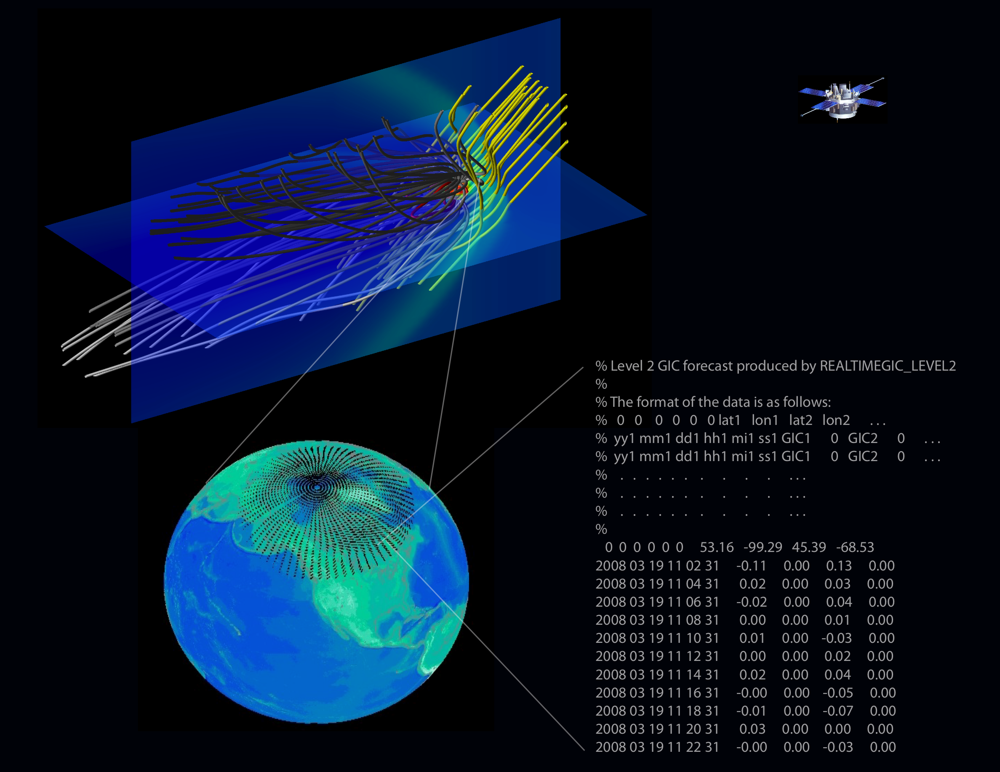 % Level 2 GIC forecast produced by REALTIMEGIC_LEVEL2
%
% The format of the data is as follows:
% 0 0 0 0 0 0 lat1 lon1 lat2 lon2 . . .
% yy1 mm1 dd1 hh1 mi1 ss1 GIC1 0 GIC2 0 . . .
% yy1 mm1 dd1 hh1 mi1 ss1 GIC1 0 GIC2 0 . . .
% . . . . . . . . . . . . .
% . . . . . . . . . . . . .
% . . . . . . . . . . . . .
%
0 0 0 0 0 0 53.16 -99.29 45.39 -68.53
2008 03 19 11 02 31 -0.11 0.00 0.13 0.00
2008 03 19 11 04 31 0.02 0.00 0.03 0.00
2008 03 19 11 06 31 -0.02 0.00 0.04 0.00
2008 03 19 11 08 31 0.00 0.00 0.01 0.00
2008 03 19 11 10 31 0.01 0.00 -0.03 0.00
2008 03 19 11 12 31 0.00 0.00 0.02 0.00
2008 03 19 11 14 31 0.02 0.00 0.04 0.00
2008 03 19 11 16 31 -0.00 0.00 -0.05 0.00
2008 03 19 11 18 31 -0.01 0.00 -0.07 0.00
2008 03 19 11 20 31 0.03 0.00 0.00 0.00
2008 03 19 11 22 31 -0.00 0.00 -0.03 0.00